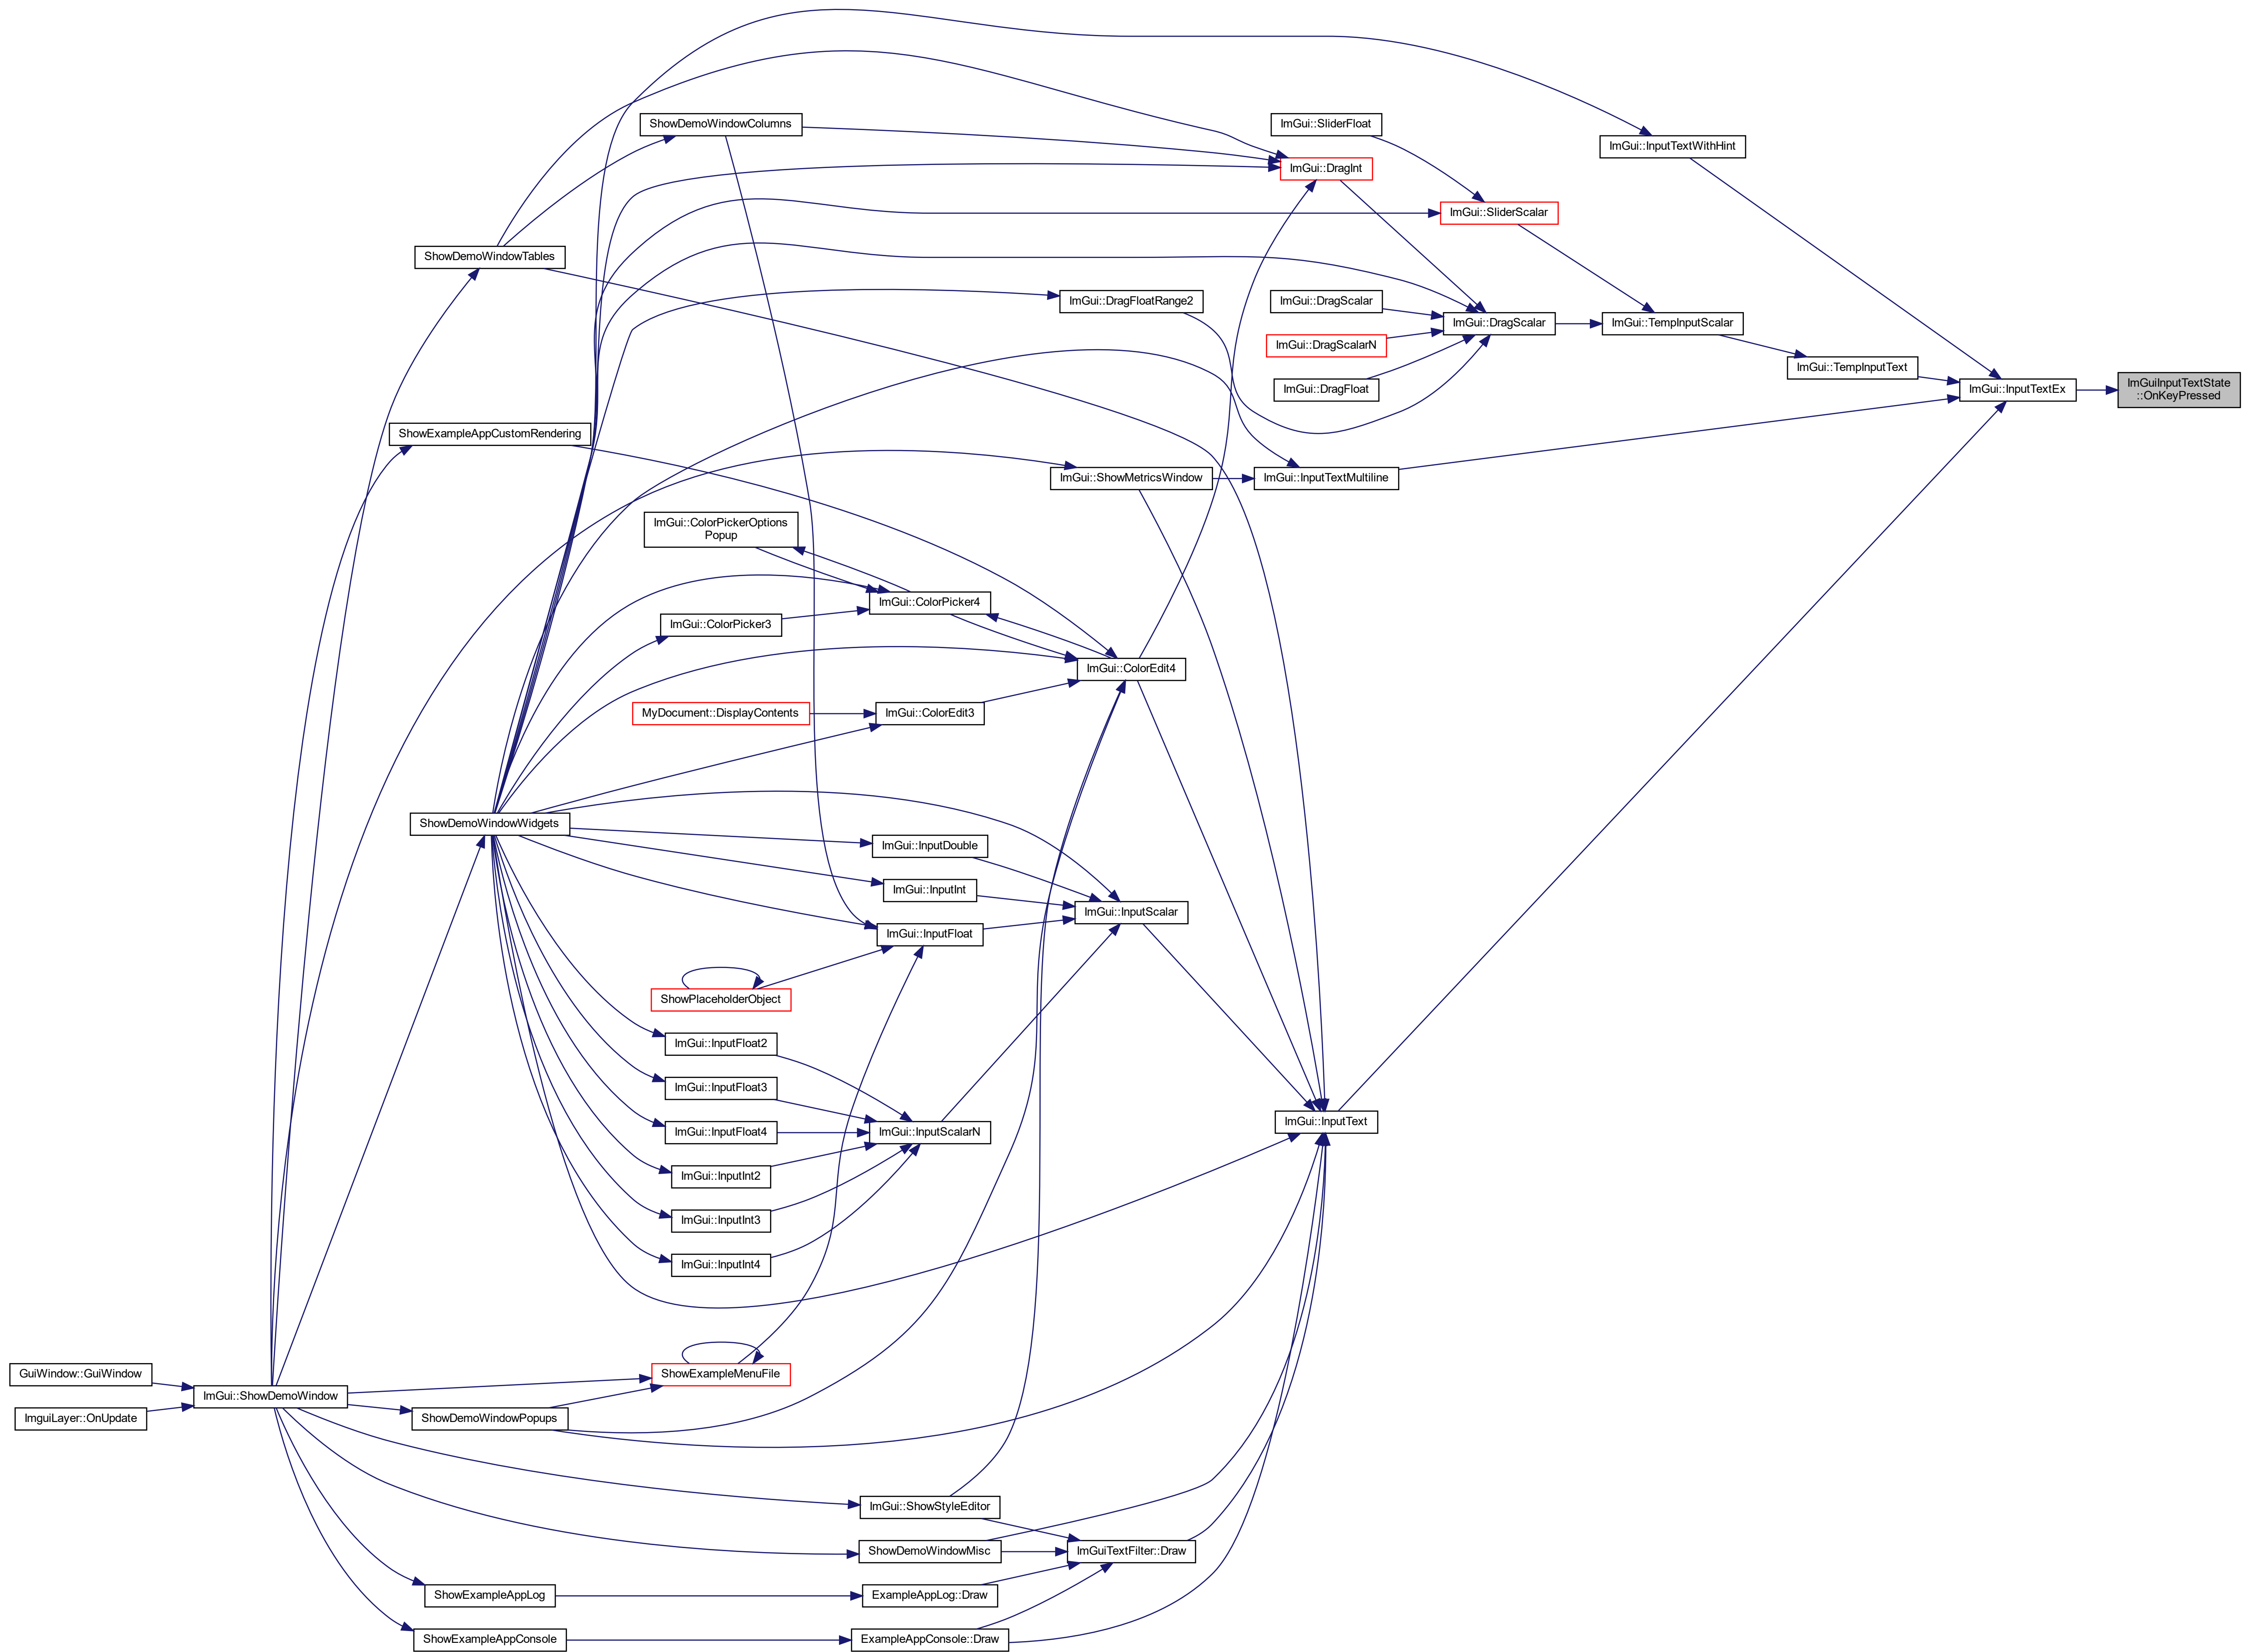 ShowDemoWindowColumns
ImGui::SliderFloat
ImGui::InputTextWithHint
ImGui::DragInt
ImGui::SliderScalar
ShowDemoWindowTables
ImGui::DragFloatRange2
ImGui::DragScalar
ImGui::DragScalar
ImGui::TempInputScalar
ImGui::DragScalarN
ImGui::TempInputText
ImGui::DragFloat
ImGui::InputTextEx
ImGuiInputTextState
::OnKeyPressed
ShowExampleAppCustomRendering
ImGui::ShowMetricsWindow
ImGui::InputTextMultiline
ImGui::ColorPickerOptions
Popup
ImGui::ColorPicker4
ImGui::ColorPicker3
ImGui::ColorEdit4
MyDocument::DisplayContents
ImGui::ColorEdit3
ShowDemoWindowWidgets
ImGui::InputDouble
ImGui::InputInt
ImGui::InputScalar
ImGui::InputFloat
ShowPlaceholderObject
ImGui::InputFloat2
ImGui::InputFloat3
ImGui::InputFloat4
ImGui::InputScalarN
ImGui::InputText
ImGui::InputInt2
ImGui::InputInt3
ImGui::InputInt4
GuiWindow::GuiWindow
ShowExampleMenuFile
ImGui::ShowDemoWindow
ImguiLayer::OnUpdate
ShowDemoWindowPopups
ImGui::ShowStyleEditor
ShowDemoWindowMisc
ImGuiTextFilter::Draw
ShowExampleAppLog
ExampleAppLog::Draw
ShowExampleAppConsole
ExampleAppConsole::Draw